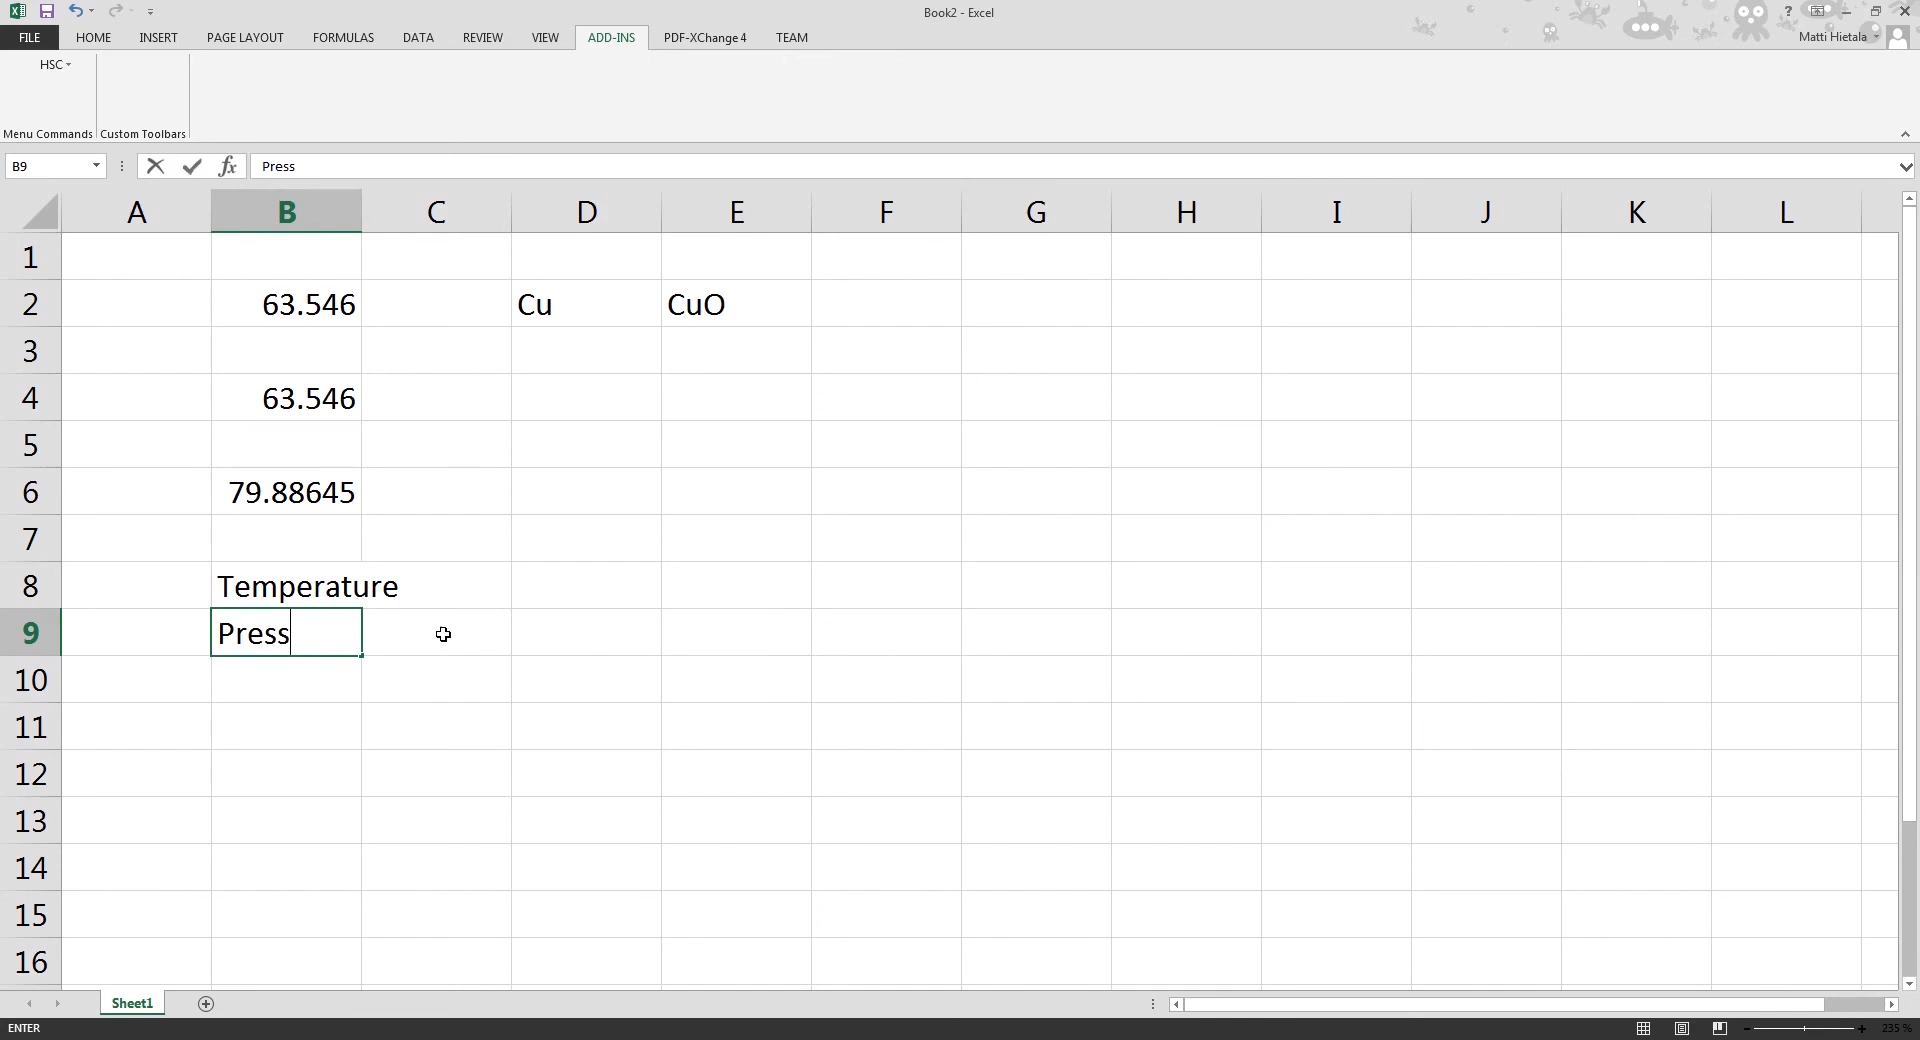 Book2 - Excel
?
FILE HOME INSERT PAGE LAYOUT FORMULAS DATA REVIEW VIEW ADD-INS PDF-XChange 4 TEAM
Matti Hietala
HSC
Menu Commands Custom Toolbars
B9 fx Press
A B C D E F G H I J K L
1
2 63.546 Cu CuO
3
4 63.546
5
6 79.88645
7
8 Temperature
9 Press
10
11
12
13
14
15
16
Sheet1
ENTER 235 %